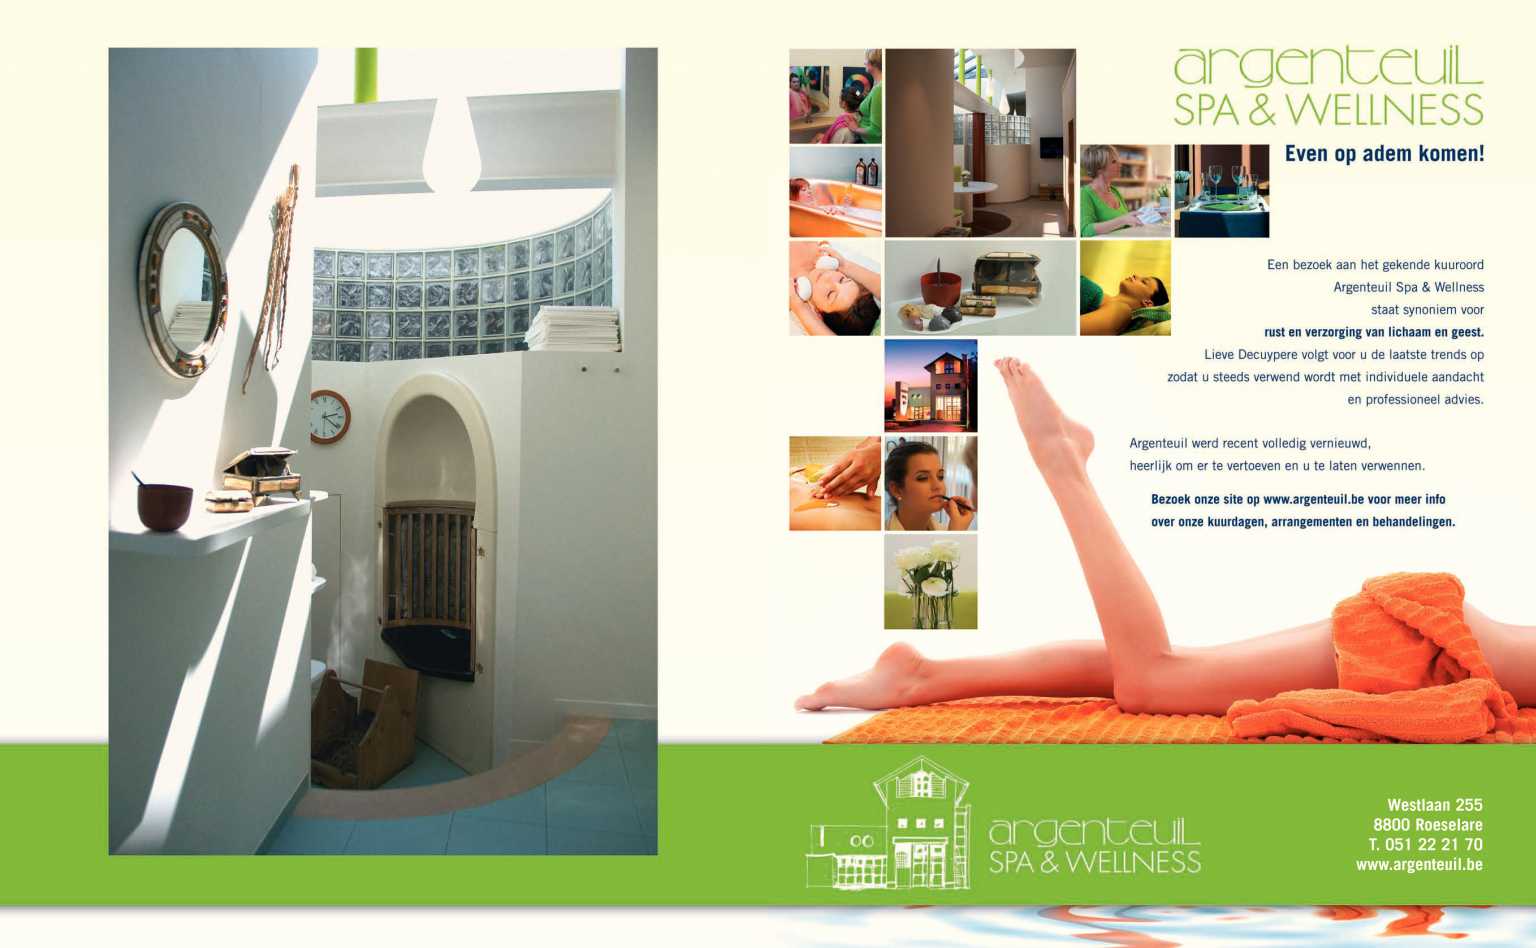 argenteuil
SPA & WELLNESS
Even op adem komen!
Een bezoek aan het gekende kuuroord
Argenteuil Spa & Wellness
staat synoniem voor
rust en verzorging van lichaam en geest.
Lieve Decuypere volgt voor u de laatste trends op
zodat u steeds verwend wordt met individuele aandacht
en professioneel advies.
Argenteuil werd recent volledig vernieuwd,
heerlijk om er te vertoeven en u te laten verwennen.
Bezoek onze site op www.argenteuil.be voor meer info
over onze kuurdagen, arrangementen en behandelingen.
argenteuil
SPA & WELLNESS
Westlaan 255
8800 Roeselare
T. 051 22 21 70
www.argenteuil.be